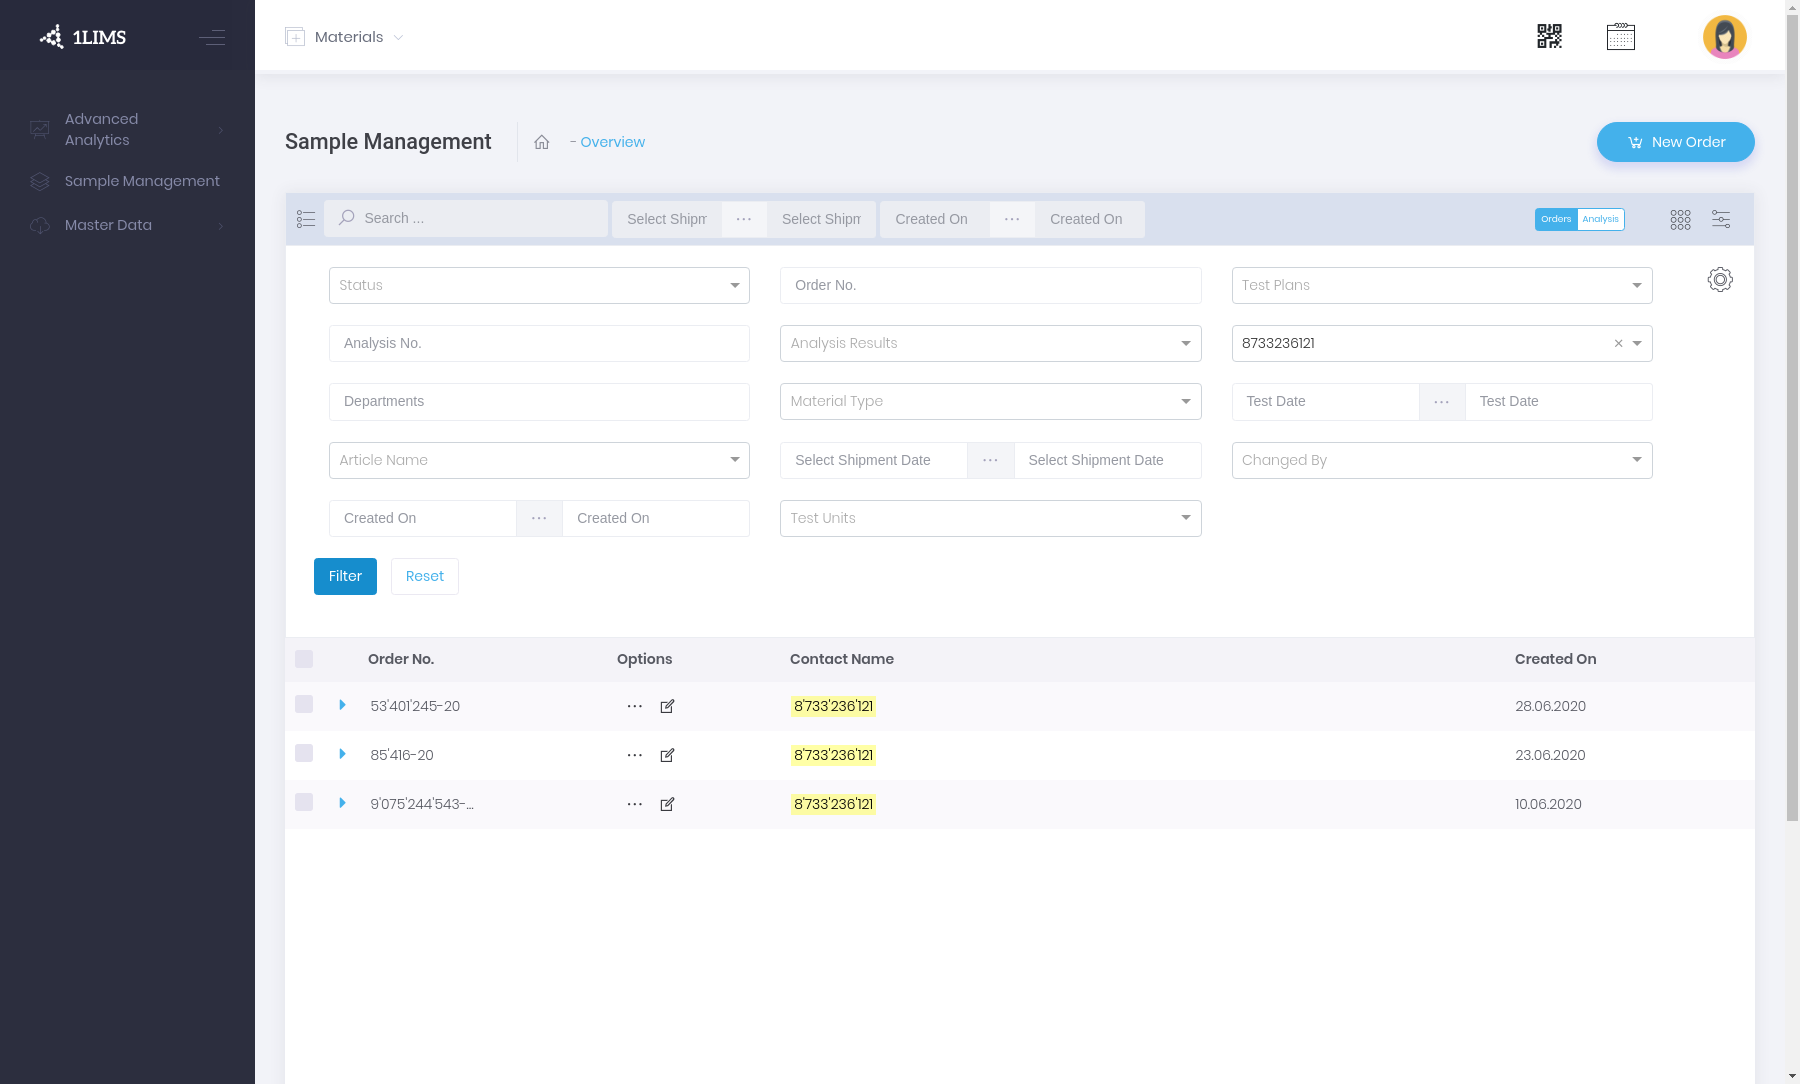 1LIMS
Materials
Advanced
Analytics
Sample Management
Master Data
Sample Management
- Overview
New Order
Search ...
Select Shipm
...
Select Shipm
Created On
...
Created On
Orders
Analysis
Status
Order No.
Test Plans
Analysis No.
Analysis Results
8733236121
×
Departments
Material Type
Test Date
...
Test Date
Article Name
Select Shipment Date
...
Select Shipment Date
Changed By
Created On
...
Created On
Test Units
Filter
Reset
Order No.
Options
Contact Name
Created On
53'401'245-20
...
8'733'236'121
28.06.2020
85'416-20
...
8'733'236'121
23.06.2020
9'075'244'543-...
...
8'733'236'121
10.06.2020